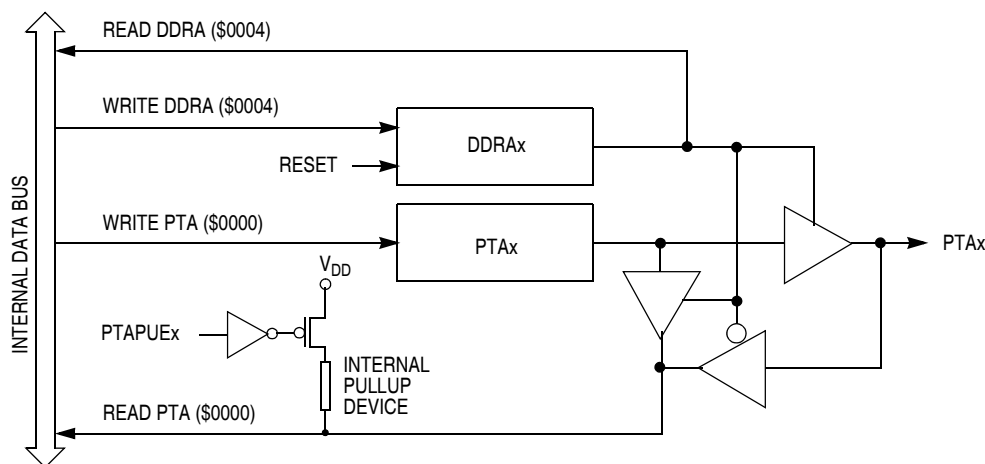 READ DDRA ($0004)
WRITE DDRA ($0004)
DDRAx
RESET
INTERNAL DATA BUS
WRITE PTA ($0000)
PTAx
PTAx
VDD
PTAPUEx
INTERNAL
PULLUP
DEVICE
READ PTA ($0000)